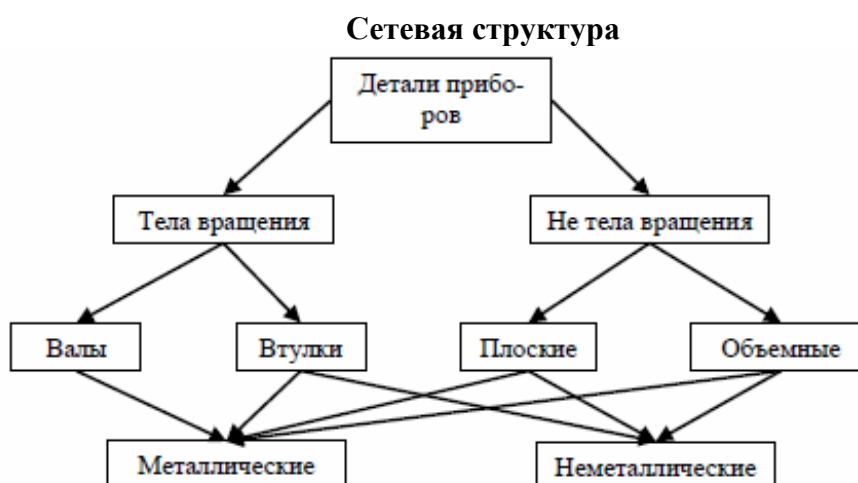 Сетевая структура
Детали прибо-
ров
Тела вращения
Не тела вращения
Валы
Втулки
Плоские
Объемные
Металлические
Неметаллические